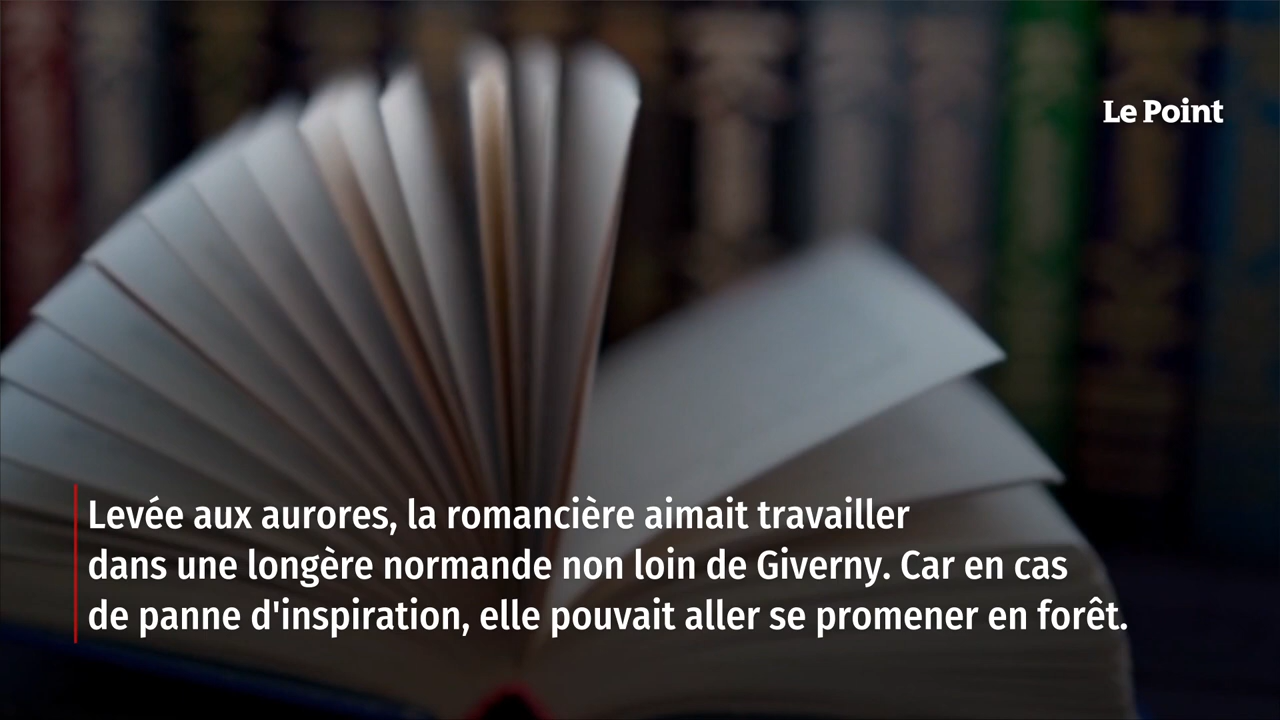 Le Point
Levée aux aurores, la romancière aimait travailler
dans une longère normande non loin de Giverny. Car en cas
de panne d'inspiration, elle pouvait aller se promener en forêt.